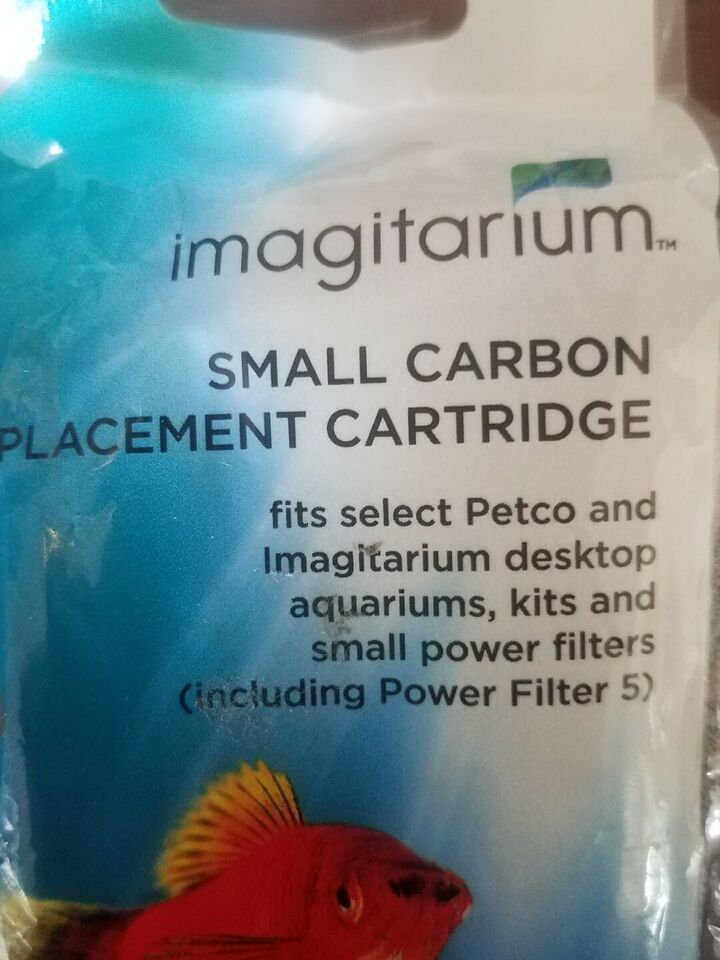 imagitarium™
SMALL CARBON
PLACEMENT CARTRIDGE
fits select Petco and
Imagitarium desktop
aquariums, kits and
small power filters
(including Power Filter 5)